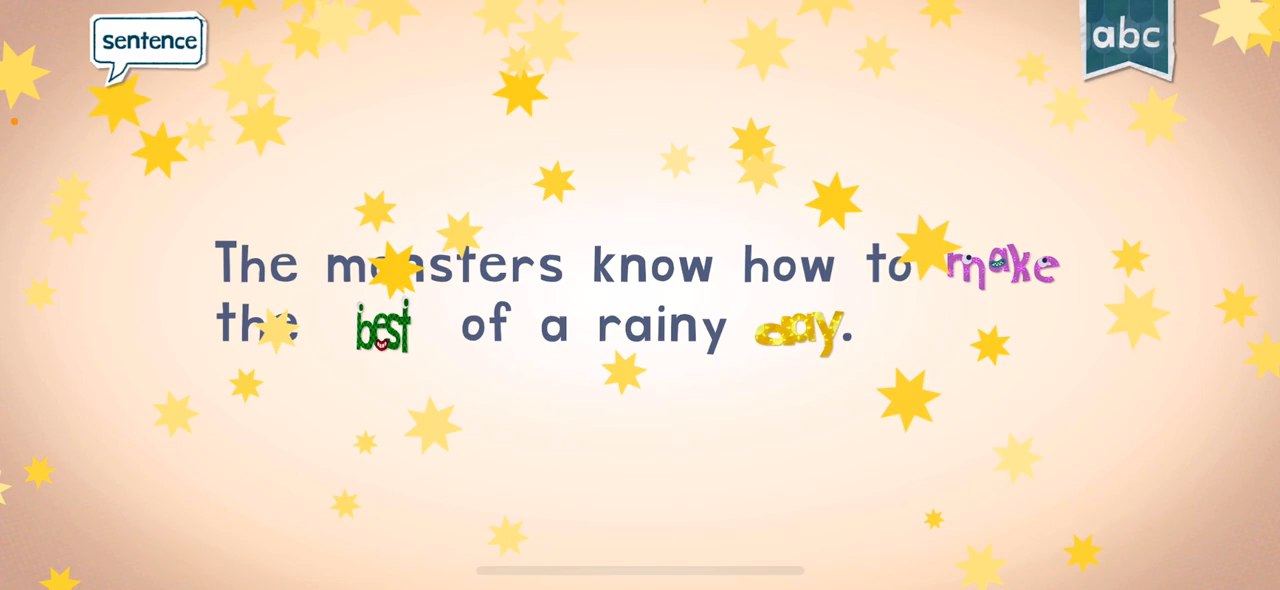 sentence
abc
The monsters know how to make
the best of a rainy day.